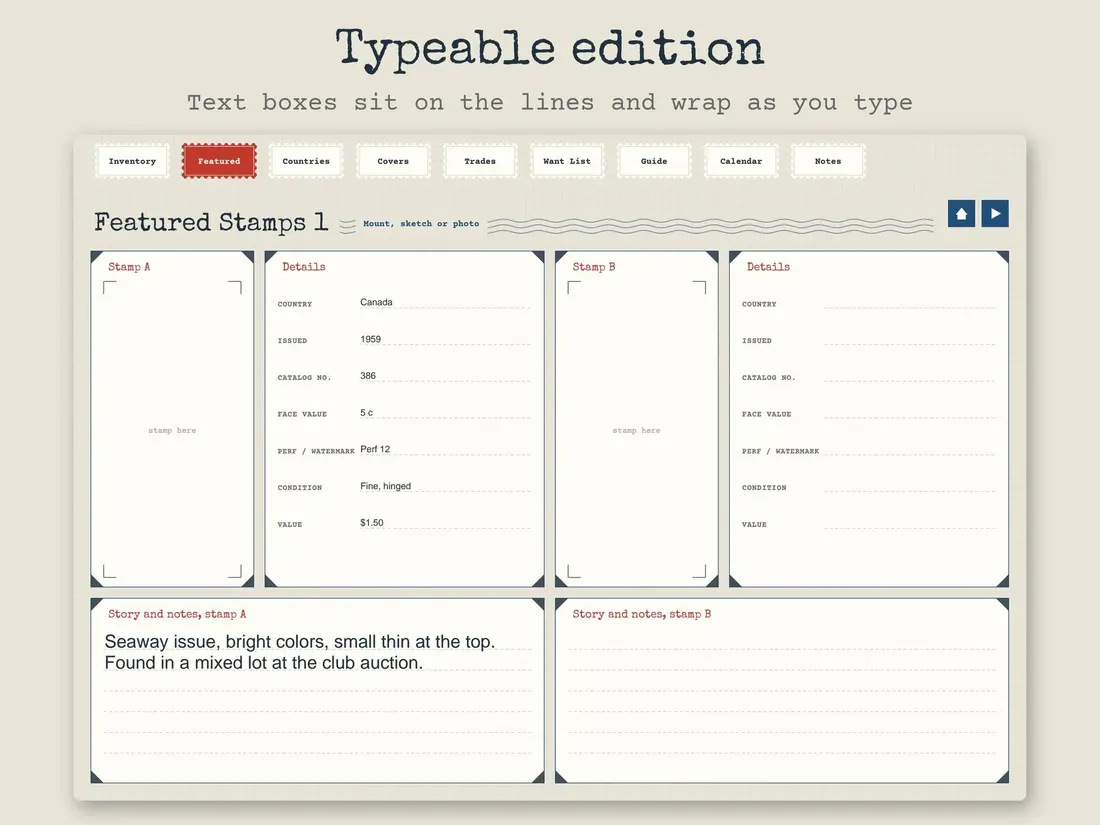 Typeable edition
Text boxes sit on the lines and wrap as you type
Inventory Featured Countries Covers Trades Want List Guide Calendar Notes
Featured Stamps 1 Mount, sketch or photo
Stamp A
stamp here
Details
COUNTRY Canada
ISSUED 1959
CATALOG NO. 386
FACE VALUE 5 c
PERF / WATERMARK Perf 12
CONDITION Fine, hinged
VALUE $1.50
Stamp B
stamp here
Details
COUNTRY
ISSUED
CATALOG NO.
FACE VALUE
PERF / WATERMARK
CONDITION
VALUE
Story and notes, stamp A
Seaway issue, bright colors, small thin at the top.
Found in a mixed lot at the club auction.
Story and notes, stamp B